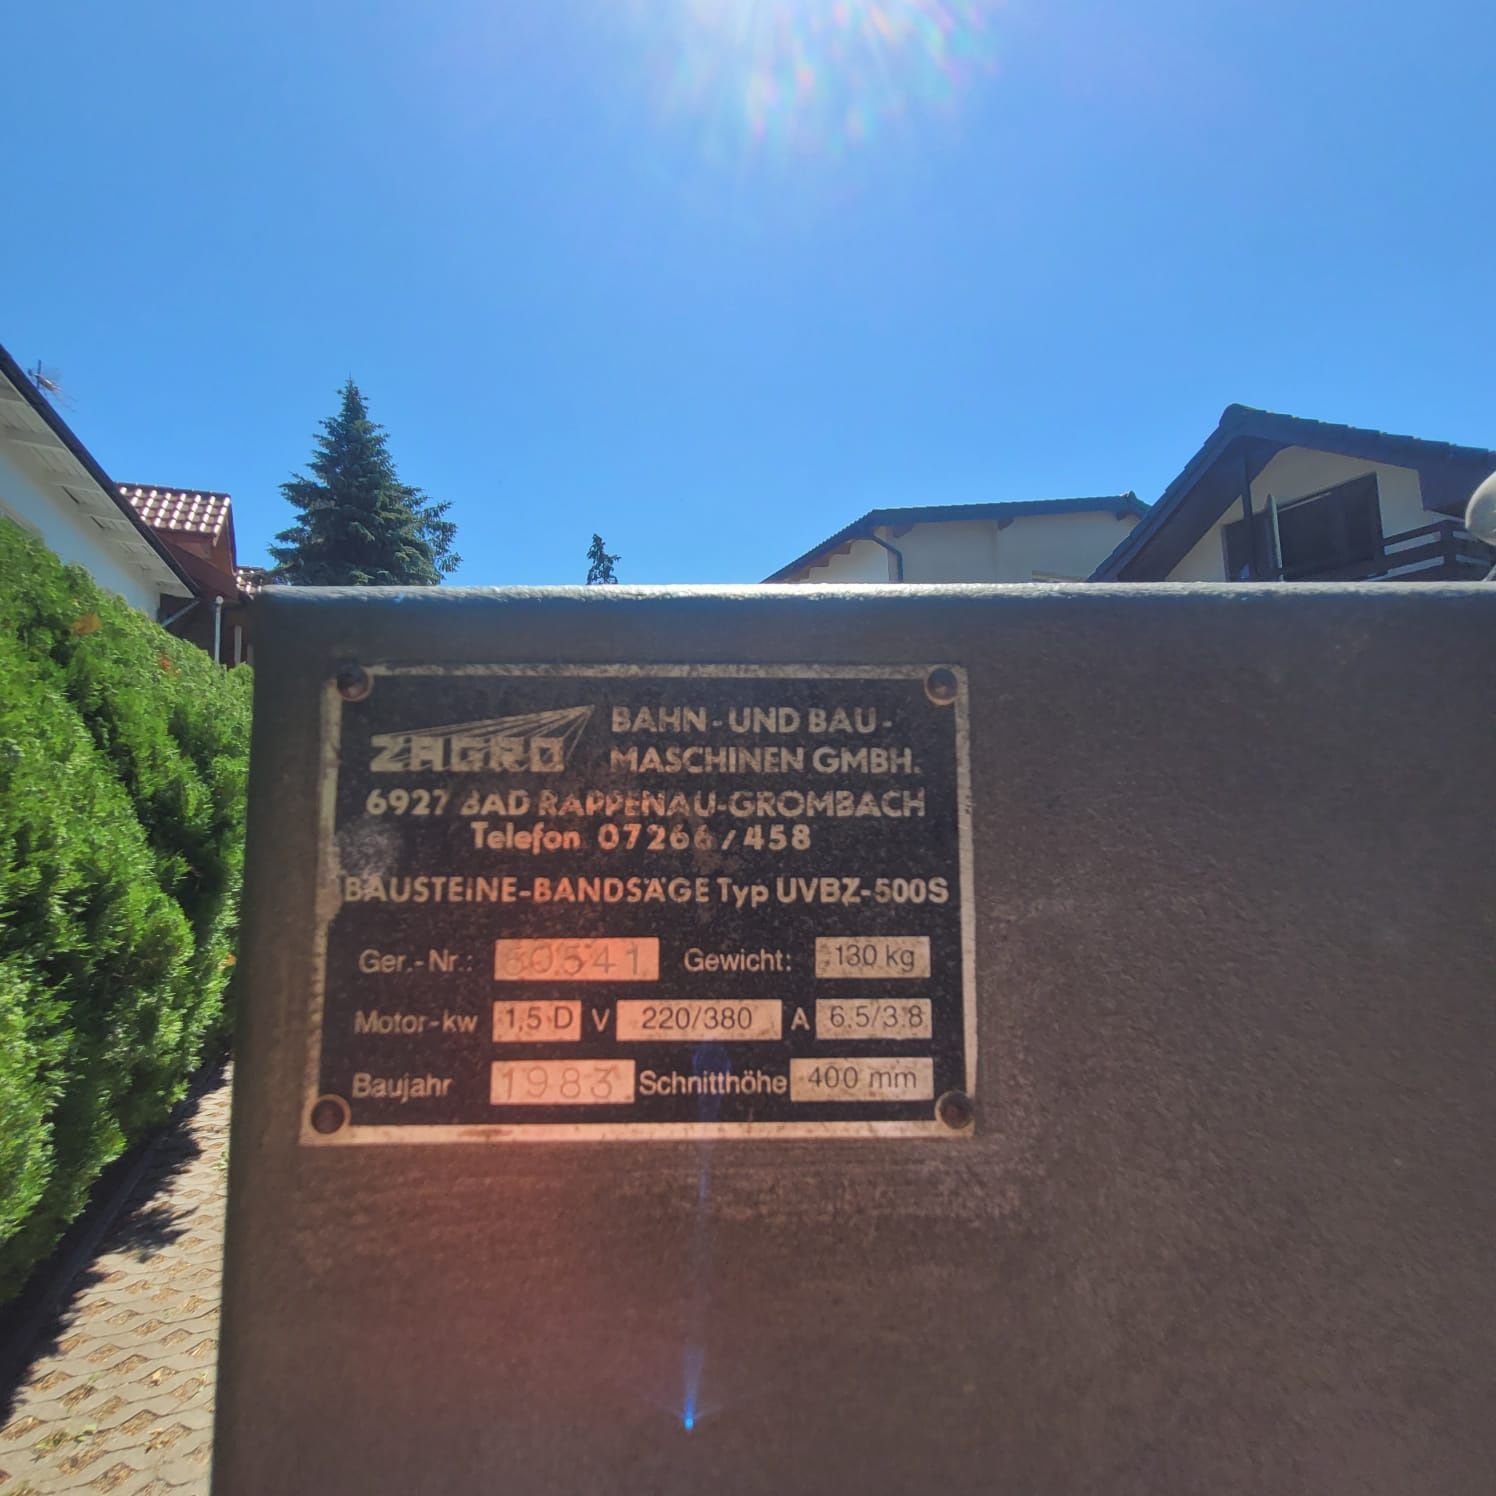 ZAGRO
BAHN-UND BAU-
MASCHINEN GMBH.
6927 BAD RAPPENAU-GROMBACH
Telefon 07266/458
BAUSTEINE-BANDSÄGE Typ UVBZ-500S
Ger.-Nr.: Gewicht: 130 kg
Motor-kw 1,5 D V 220/380 A 6.5/3.8
Baujahr 1983 Schnitthöhe 400 mm